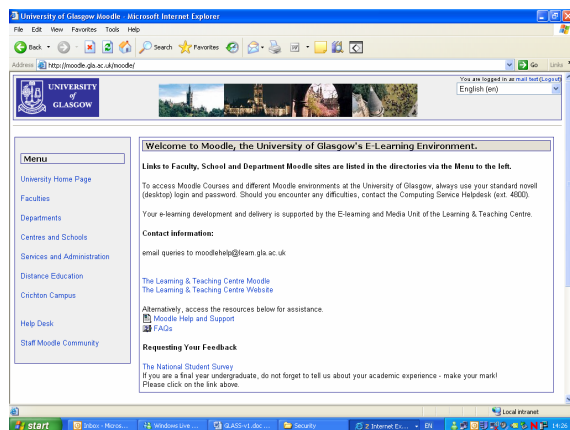 University of Glasgow Moodle - Microsoft Internet Explorer
File Edit View Favorites Tools Help
Back Search Favorites
Address http://moodle.gla.ac.uk/moodle/ Go Links
You are logged in as mail test (Logout)
UNIVERSITY
of
GLASGOW
English (en)
Menu
University Home Page
Faculties
Departments
Centres and Schools
Services and Administration
Distance Education
Crichton Campus
Help Desk
Staff Moodle Community
Welcome to Moodle, the University of Glasgow's E-Learning Environment.
Links to Faculty, School and Department Moodle sites are listed in the directories via the Menu to the left.
To access Moodle Courses and different Moodle environments at the University of Glasgow, always use your standard novell
(desktop) login and password. Should you encounter any difficulties, contact the Computing Service Helpdesk (ext. 4800).
Your e-learning development and delivery is supported by the E-learning and Media Unit of the Learning & Teaching Centre.
Contact information:
email queries to moodlehelp@learn.gla.ac.uk
The Learning & Teaching Centre Moodle
The Learning & Teaching Centre Website
Alternatively, access the resources below for assistance.
Moodle Help and Support
FAQs
Requesting Your Feedback
The National Student Survey
If you are a final year undergraduate, do not forget to tell us about your academic experience - make your mark!
Please click on the link above.
Local intranet
start Inbox - Micros... Windows Live ... GLASS-v1.doc ... Security 2 Internet Ex... EN 14:26